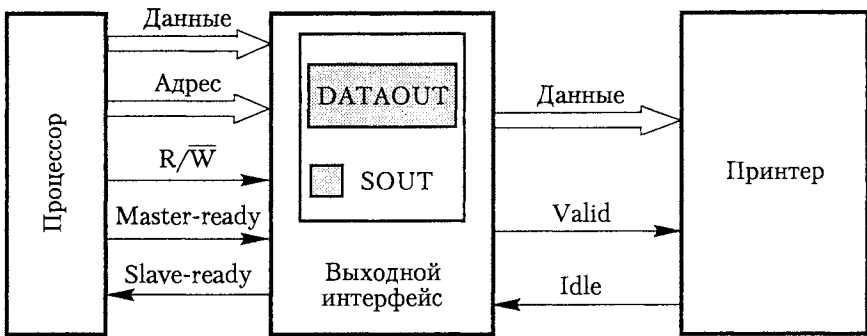 Процессор
Данные
Адрес
R/W̅
Master-ready
Slave-ready
DATAOUT
SOUT
Выходной
интерфейс
Данные
Valid
Idle
Принтер